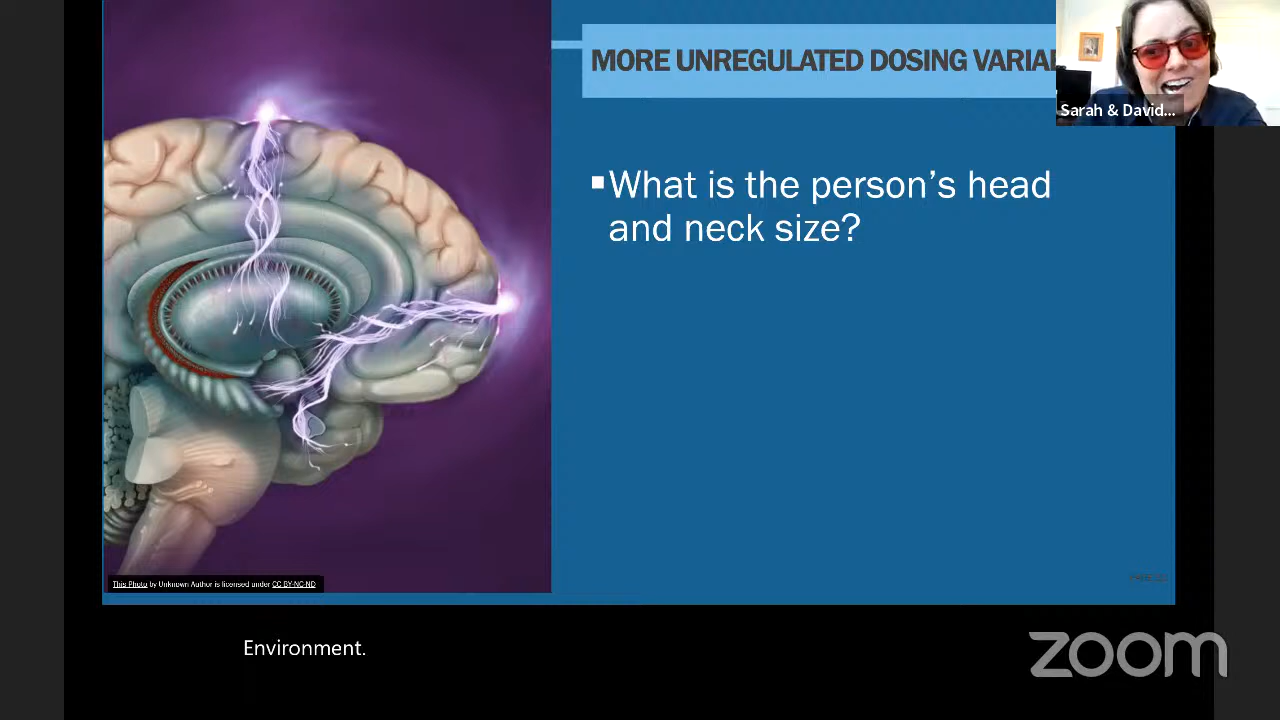 MORE UNREGULATED DOSING
Sarah & David...
▪What is the person's head
and neck size?
This Photo by Unknown Author is licensed under CC BY-NC-ND
Environment.
zoom